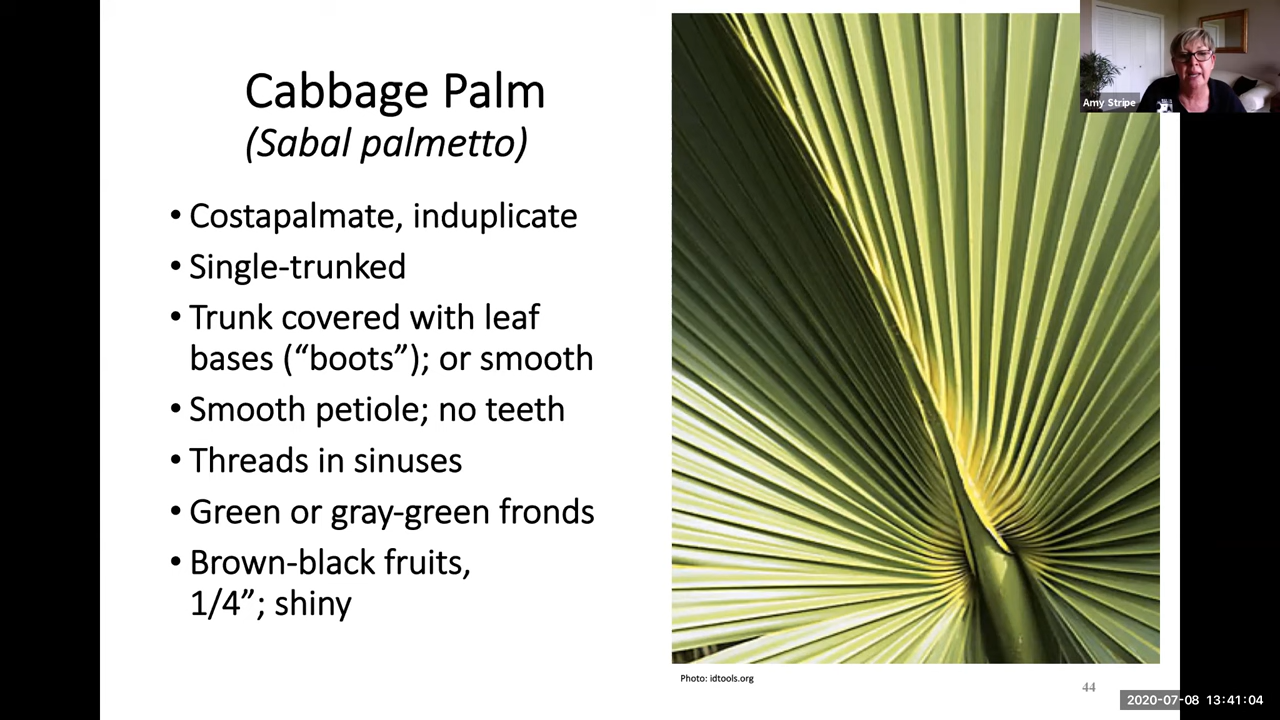 Cabbage Palm
(Sabal palmetto)
• Costapalmate, induplicate
• Single-trunked
• Trunk covered with leaf
bases (“boots”); or smooth
• Smooth petiole; no teeth
• Threads in sinuses
• Green or gray-green fronds
• Brown-black fruits,
1/4”; shiny
Amy Stripe
Photo: idtools.org
44
2020-07-08 13:41:04